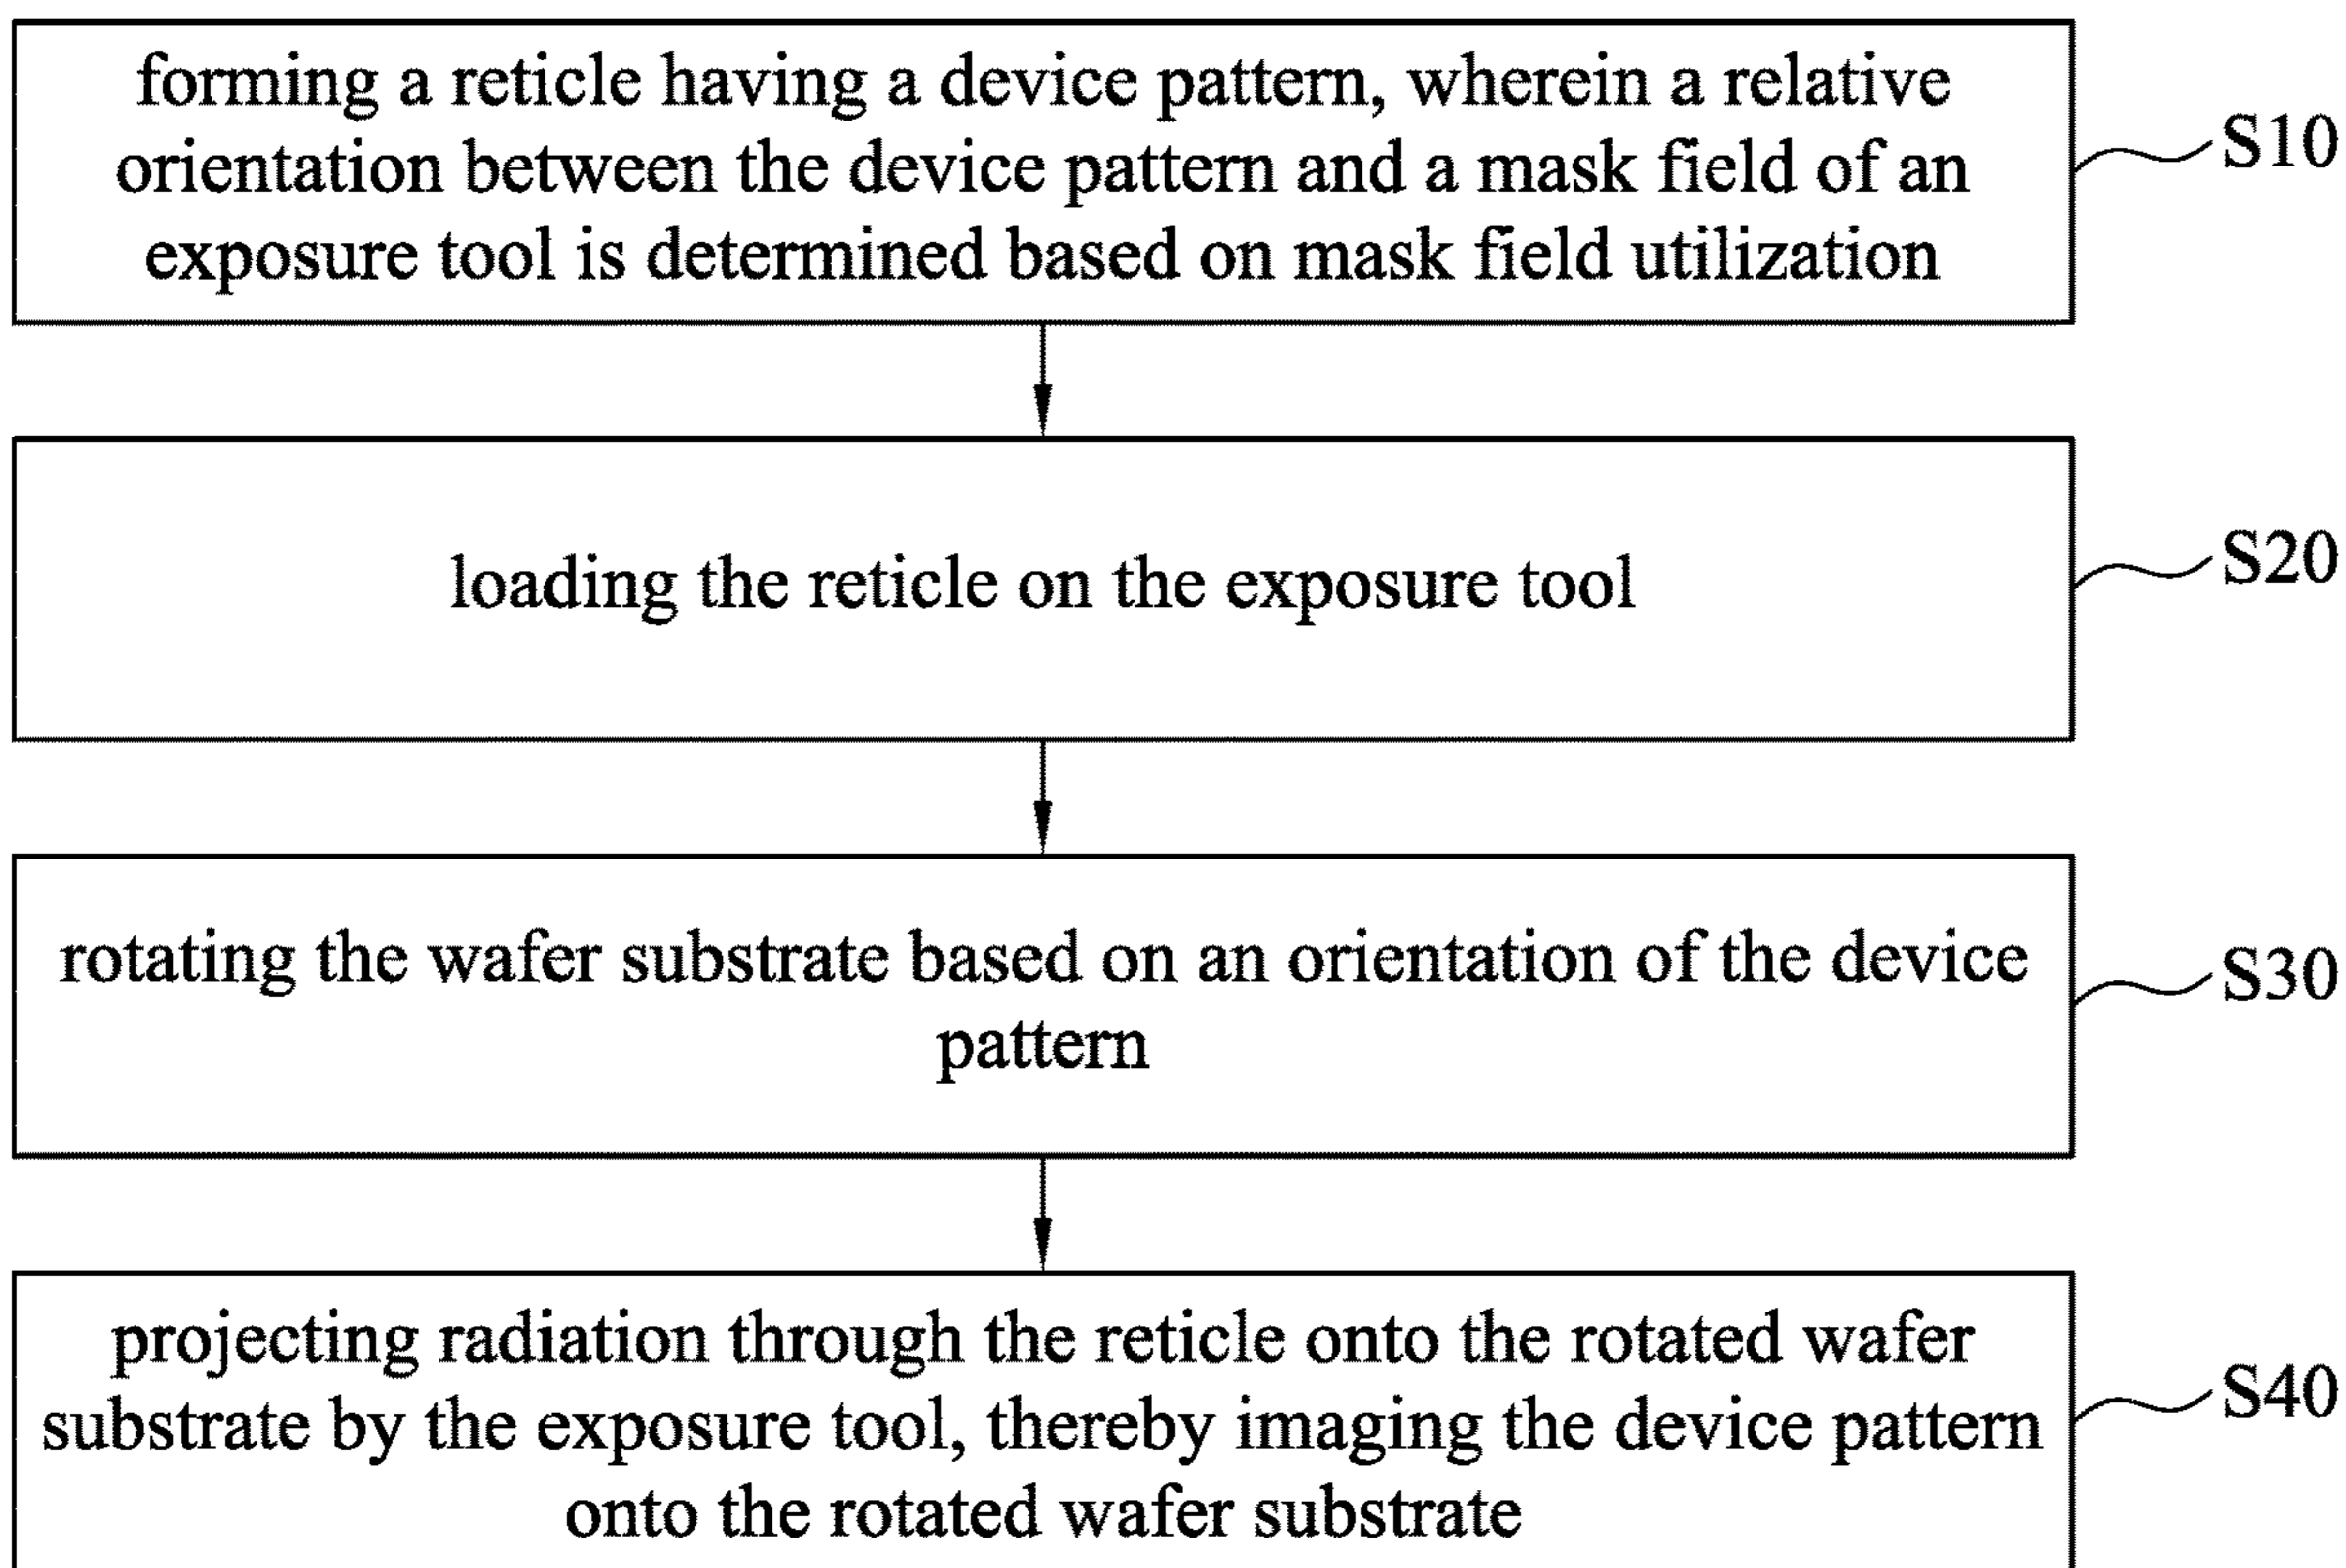 forming a reticle having a device pattern, wherein a relative
orientation between the device pattern and a mask field of an
exposure tool is determined based on mask field utilization
S10
loading the reticle on the exposure tool
S20
rotating the wafer substrate based on an orientation of the device
pattern
S30
projecting radiation through the reticle onto the rotated wafer
substrate by the exposure tool, thereby imaging the device pattern
onto the rotated wafer substrate
S40